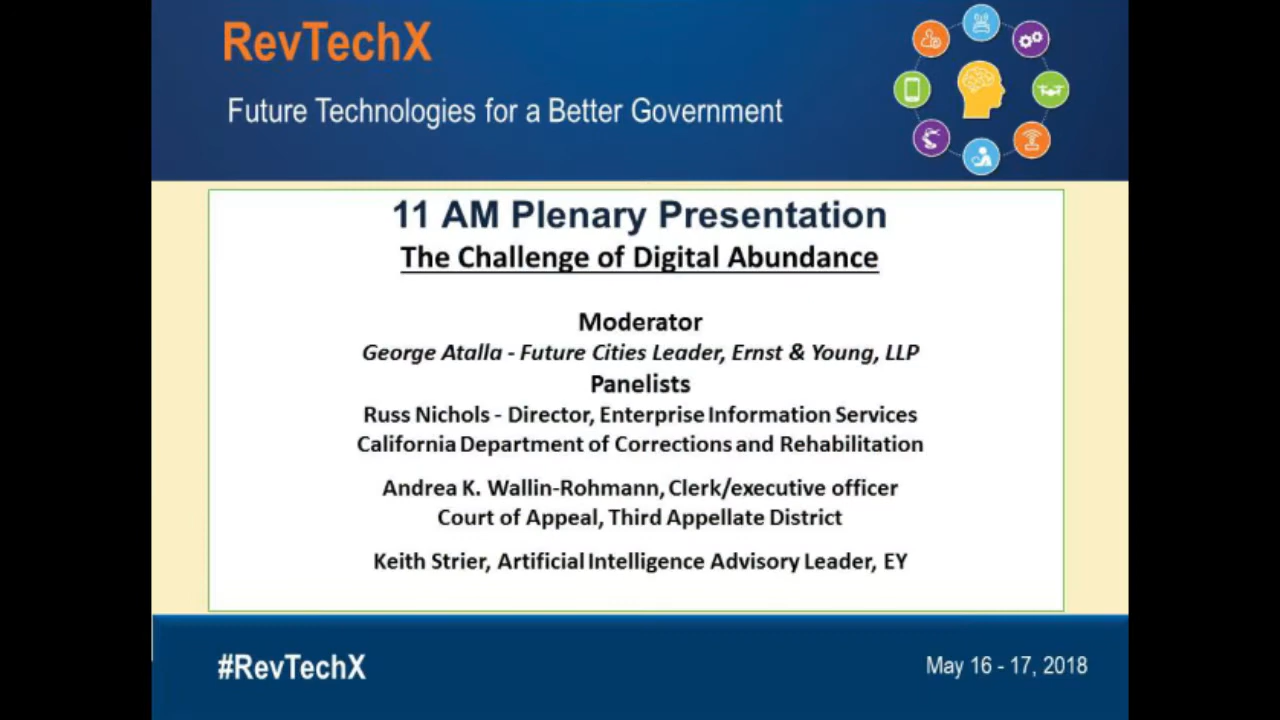 RevTechX
Future Technologies for a Better Government
11 AM Plenary Presentation
The Challenge of Digital Abundance
Moderator
George Atalla - Future Cities Leader, Ernst & Young, LLP
Panelists
Russ Nichols - Director, Enterprise Information Services
California Department of Corrections and Rehabilitation
Andrea K. Wallin-Rohmann, Clerk/executive officer
Court of Appeal, Third Appellate District
Keith Strier, Artificial Intelligence Advisory Leader, EY
#RevTechX
May 16 - 17, 2018